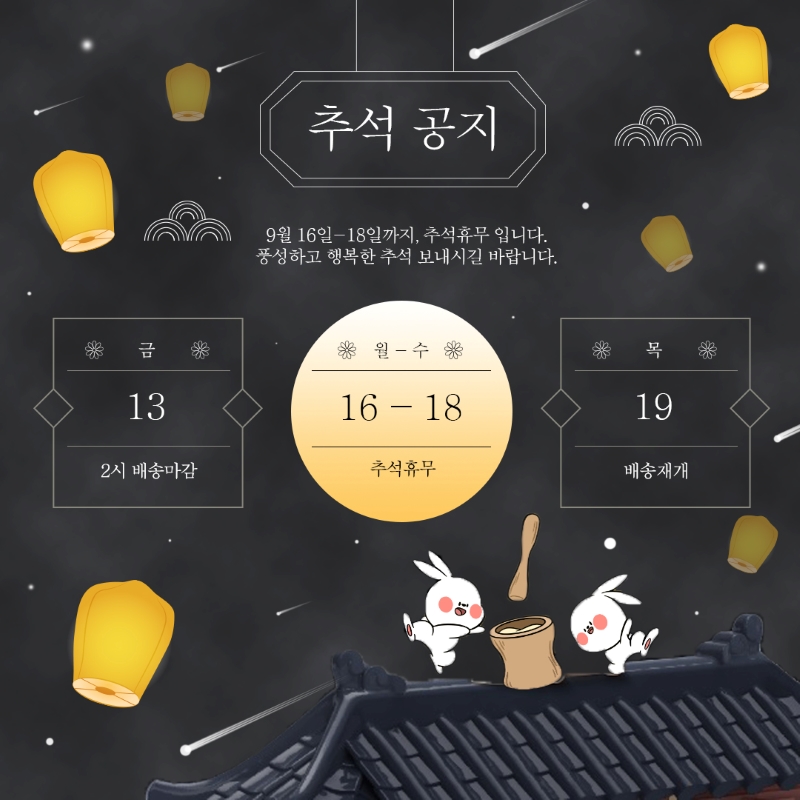 추석 공지
9월 16일-18일까지, 추석휴무 입니다.
풍성하고 행복한 추석 보내시길 바랍니다.
금
13
2시 배송마감
월 - 수
16 - 18
추석휴무
목
19
배송재개